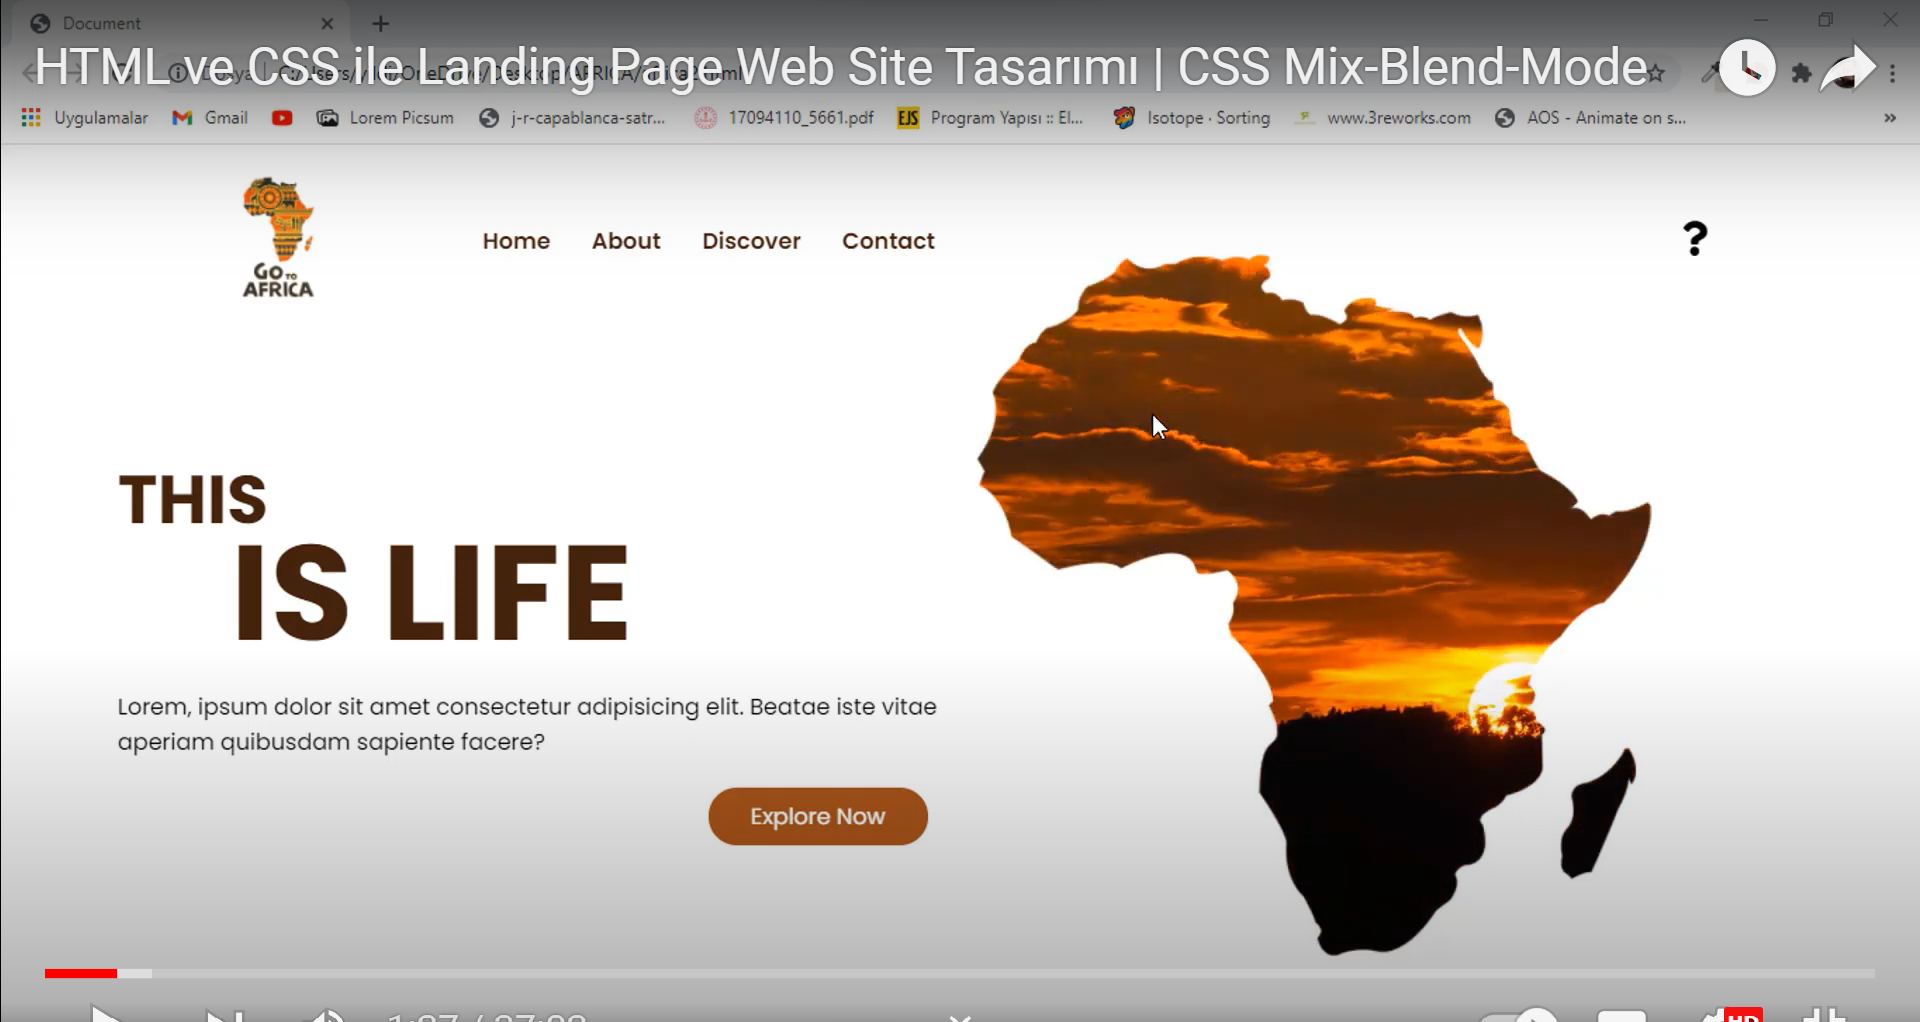 Document
HTML ve CSS ile Landing Page Web Site Tasarımı | CSS Mix-Blend-Mode
Uygulamalar Gmail Lorem Picsum j-r-capablanca-satr... 17094110_5661.pdf EJS Program Yapısı :: El... Isotope · Sorting www.3reworks.com AOS - Animate on s... »
GO TO
AFRICA
Home About Discover Contact ?
THIS
IS LIFE
Lorem, ipsum dolor sit amet consectetur adipisicing elit. Beatae iste vitae
aperiam quibusdam sapiente facere?
Explore Now
HD